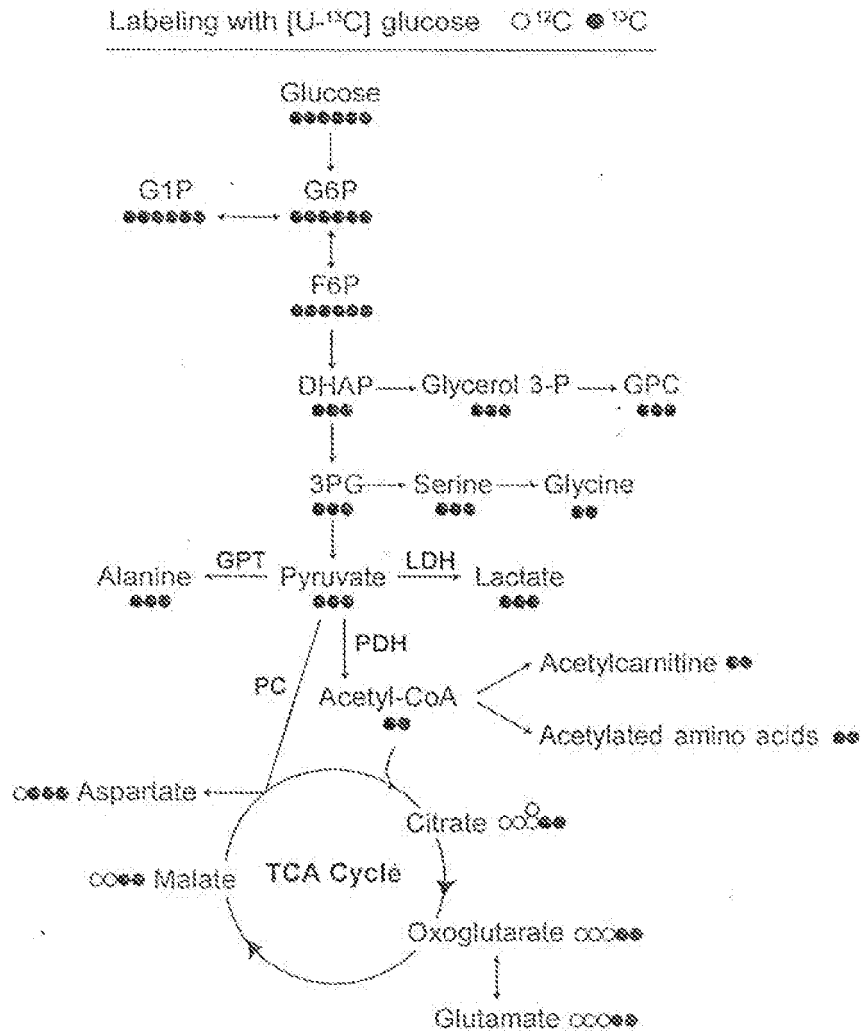 Labeling with [U-¹³C] glucose ○ ¹²C ● ¹³C
Glucose
G1P G6P
F6P
DHAP Glycerol 3-P GPC
3PG Serine Glycine
Alanine GPT Pyruvate LDH Lactate
PDH
PC
Acetyl-CoA
Acetylcarnitine
Acetylated amino acids
Aspartate
Citrate
Malate
TCA Cycle
Oxoglutarate
Glutamate